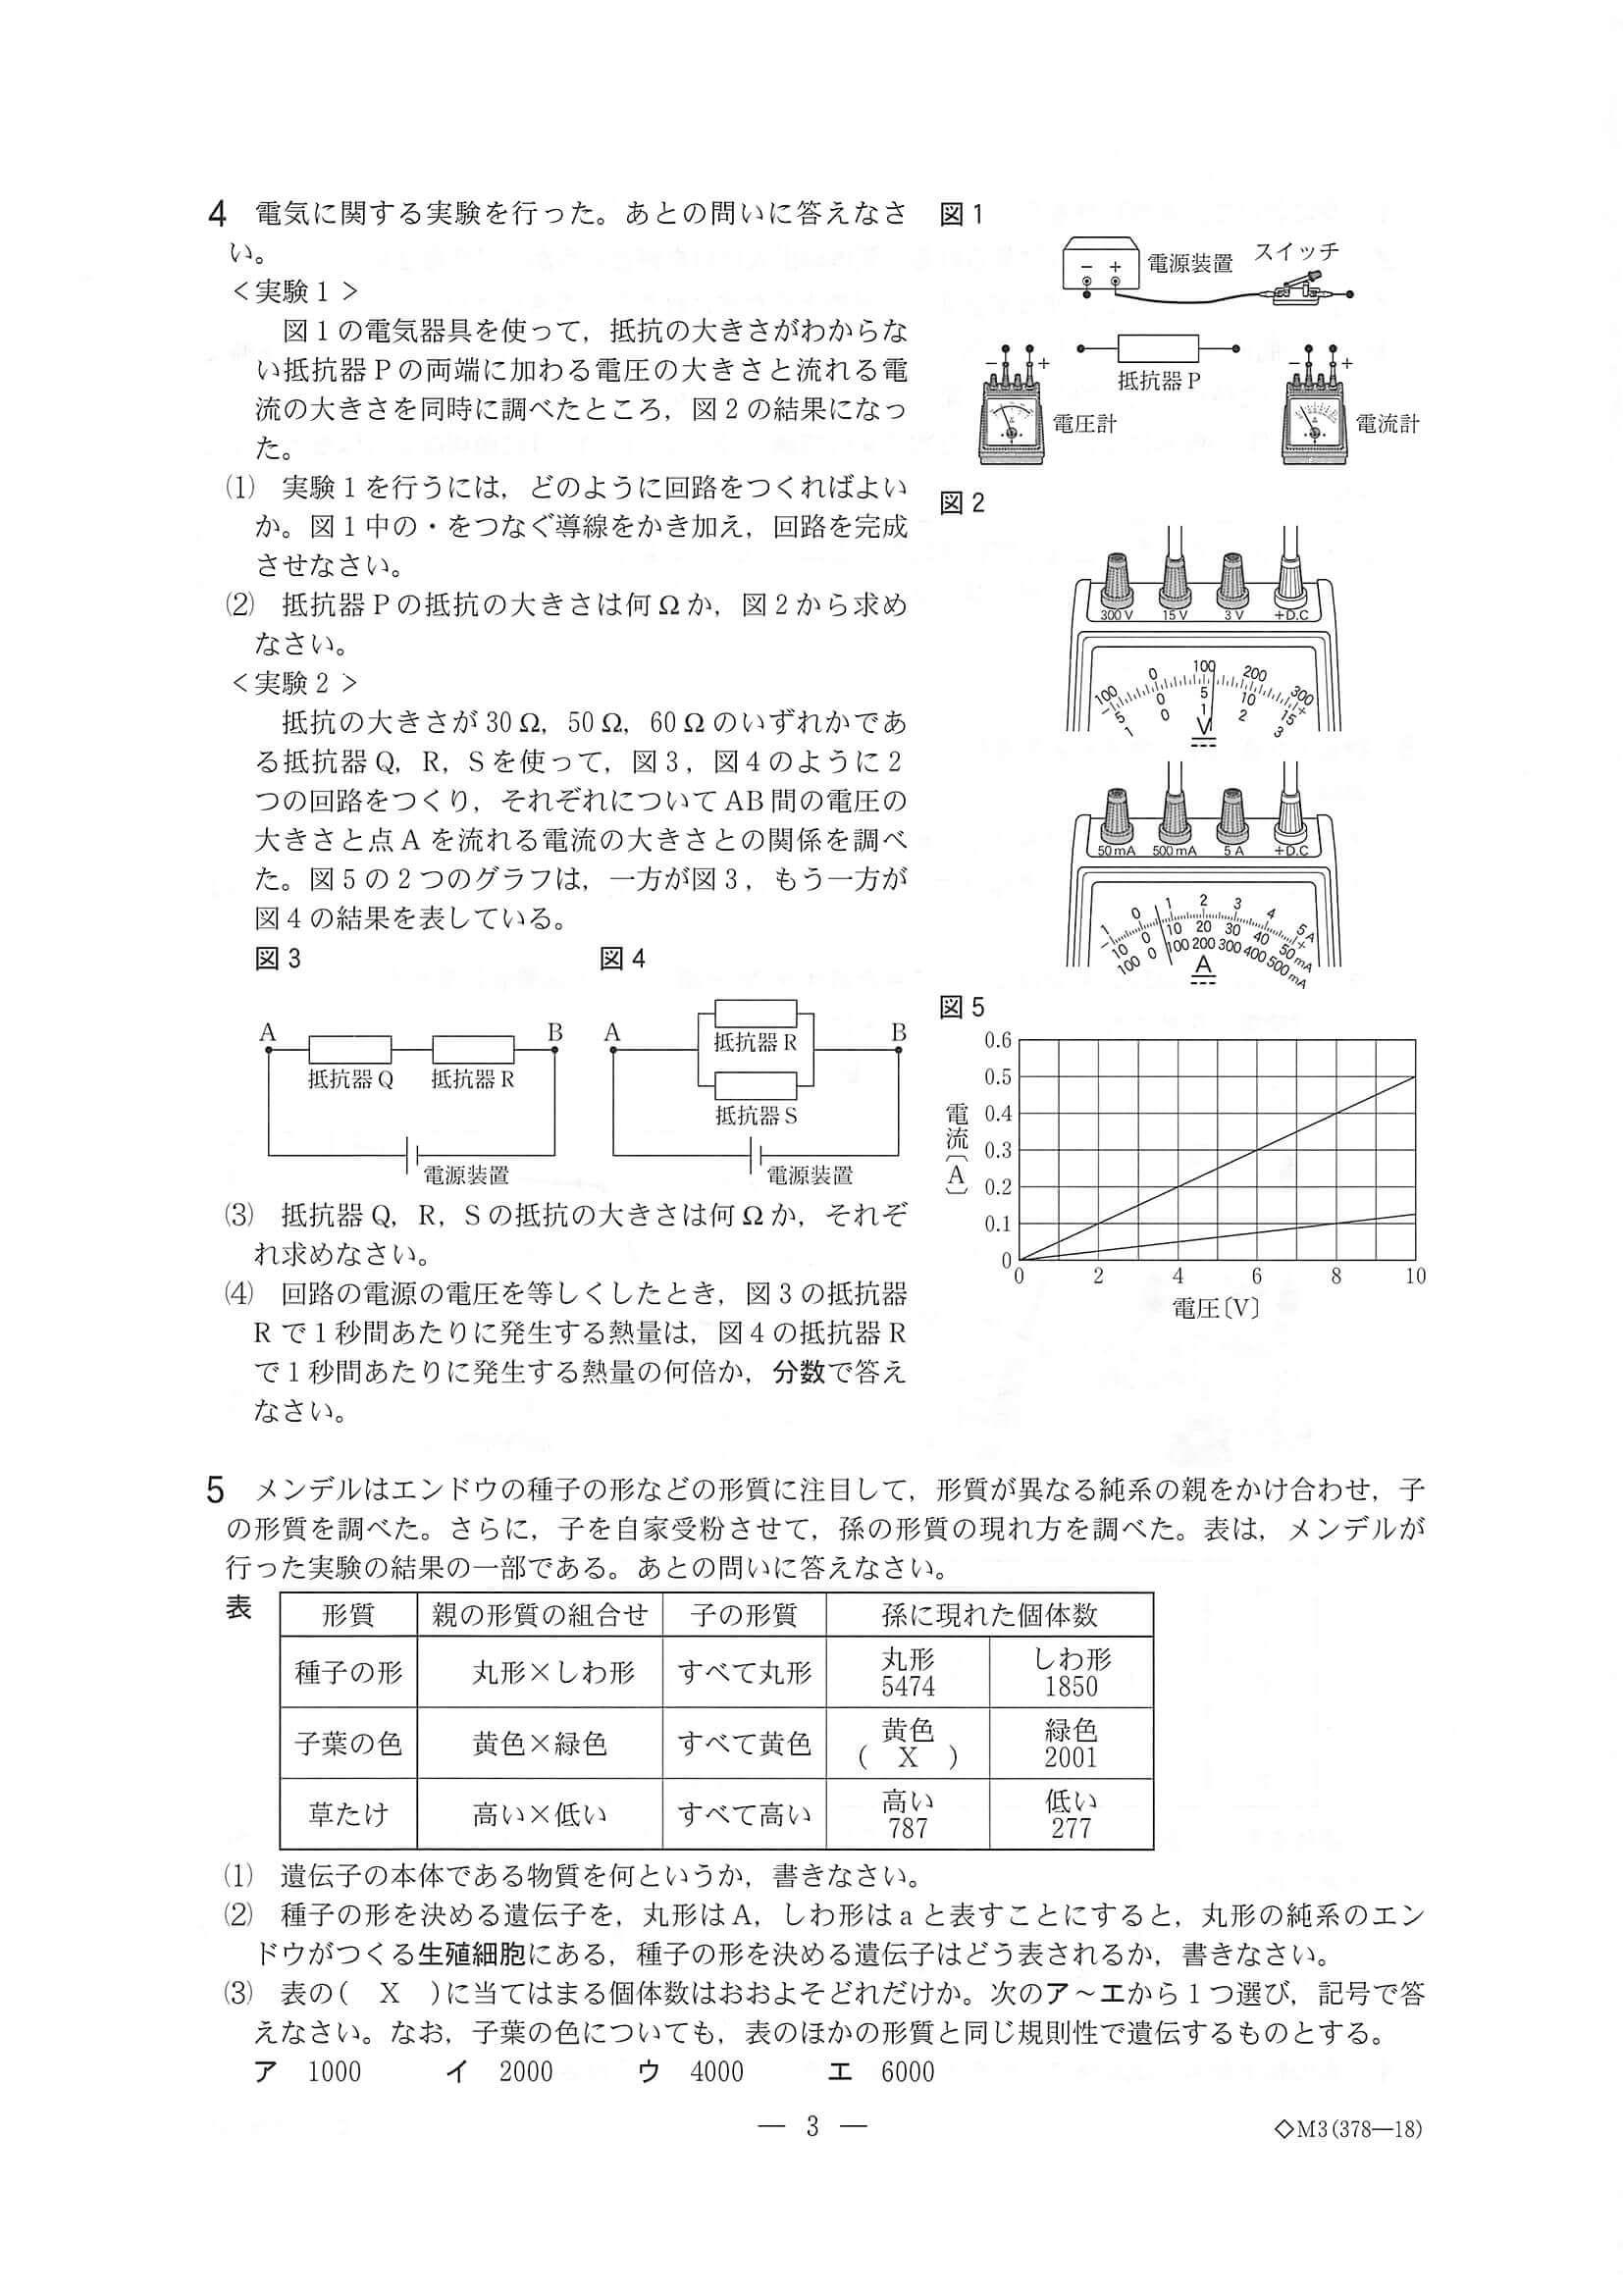 4 電気に関する実験を行った。あとの問いに答えなさ
い。
<実験1>
図1の電気器具を使って，抵抗の大きさがわからな
い抵抗器Pの両端に加わる電圧の大きさと流れる電
流の大きさを同時に調べたところ，図2の結果になっ
た。
(1) 実験1を行うには，どのように回路をつくればよい
か。図1中の・をつなぐ導線をかき加え，回路を完成
させなさい。
(2) 抵抗器Pの抵抗の大きさは何Ωか，図2から求め
なさい。
<実験2>
抵抗の大きさが30Ω，50Ω，60Ωのいずれかであ
る抵抗器Q，R，Sを使って，図3，図4のように2
つの回路をつくり，それぞれについてAB間の電圧の
大きさと点Aを流れる電流の大きさとの関係を調べ
た。図5の2つのグラフは，一方が図3，もう一方が
図4の結果を表している。
図3
A B
抵抗器Q 抵抗器R
電源装置
図4
A B
抵抗器R
抵抗器S
電源装置
(3) 抵抗器Q，R，Sの抵抗の大きさは何Ωか，それぞ
れ求めなさい。
(4) 回路の電源の電圧を等しくしたとき，図3の抵抗器
Rで1秒間あたりに発生する熱量は，図4の抵抗器R
で1秒間あたりに発生する熱量の何倍か，分数で答え
なさい。
図1
− + 電源装置 スイッチ
− + 抵抗器P − +
電圧計 電流計
図2
300V 15V 3V +D.C
100 0 100 200 300
5 0 5 10 15
1 0 1 2 3
V
50mA 500mA 5A +D.C
1 0 1 2 3 4 5A
10 0 10 20 30 40 50mA
100 0 100 200 300 400 500mA
A
図5
0.6
0.5
0.4
0.3
0.2
0.1
0
電流〔A〕
0 2 4 6 8 10
電圧〔V〕
5 メンデルはエンドウの種子の形などの形質に注目して，形質が異なる純系の親をかけ合わせ，子
の形質を調べた。さらに，子を自家受粉させて，孫の形質の現れ方を調べた。表は，メンデルが
行った実験の結果の一部である。あとの問いに答えなさい。
表
形質 親の形質の組合せ 子の形質 孫に現れた個体数
種子の形 丸形×しわ形 すべて丸形 丸形 5474 しわ形 1850
子葉の色 黄色×緑色 すべて黄色 黄色 ( X ) 緑色 2001
草たけ 高い×低い すべて高い 高い 787 低い 277
(1) 遺伝子の本体である物質を何というか，書きなさい。
(2) 種子の形を決める遺伝子を，丸形はA，しわ形はaと表すことにすると，丸形の純系のエン
ドウがつくる生殖細胞にある，種子の形を決める遺伝子はどう表されるか，書きなさい。
(3) 表の( X )に当てはまる個体数はおおよそどれだけか。次のア～エから1つ選び，記号で答
えなさい。なお，子葉の色についても，表のほかの形質と同じ規則性で遺伝するものとする。
ア 1000 イ 2000 ウ 4000 エ 6000
— 3 —
◇M3(378—18)